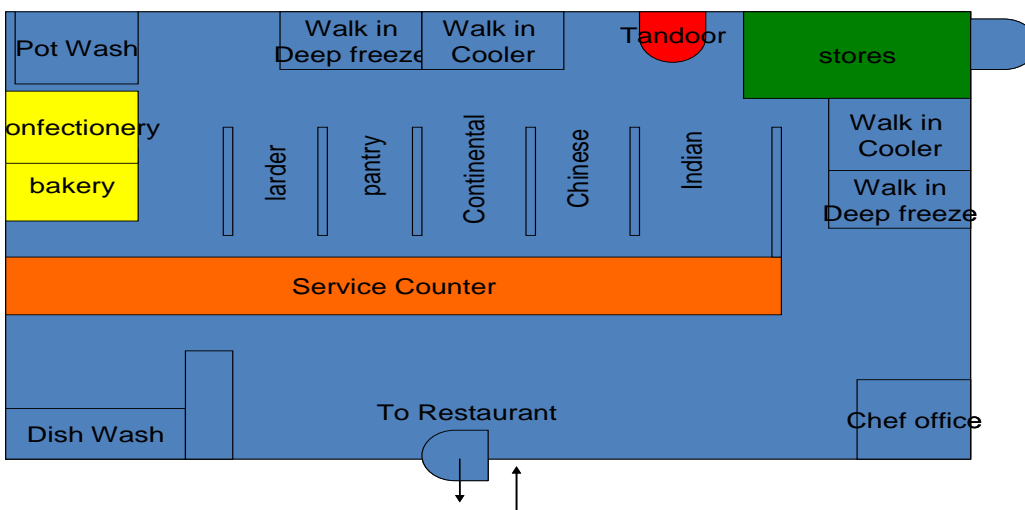 Pot Wash
Walk in
Deep freeze
Walk in
Cooler
Tandoor
stores
onfectionery
bakery
larder
pantry
Continental
Chinese
Indian
Walk in
Cooler
Walk in
Deep freeze
Service Counter
To Restaurant
Dish Wash
Chef office